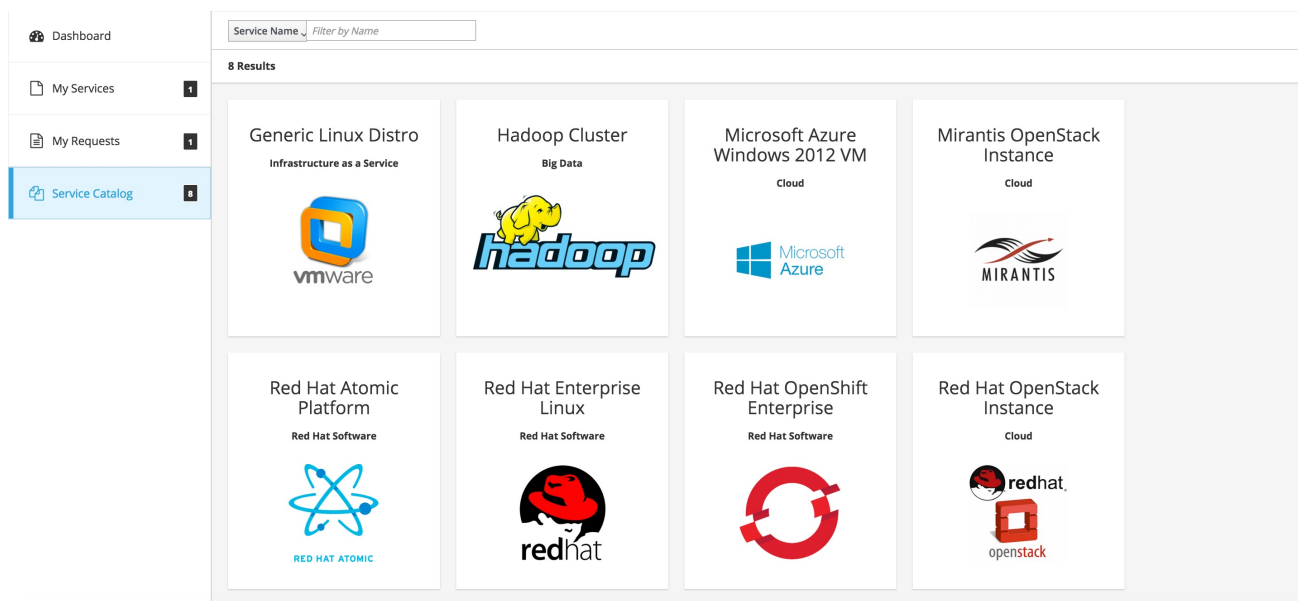 Dashboard
My Services 1
My Requests 1
Service Catalog 8
Service Name Filter by Name
8 Results
Generic Linux Distro
Infrastructure as a Service
vmware
Hadoop Cluster
Big Data
hadoop
Microsoft Azure
Windows 2012 VM
Cloud
Microsoft
Azure
Mirantis OpenStack
Instance
Cloud
MIRANTIS
Red Hat Atomic
Platform
Red Hat Software
RED HAT ATOMIC
Red Hat Enterprise
Linux
Red Hat Software
redhat
Red Hat OpenShift
Enterprise
Red Hat Software
Red Hat OpenStack
Instance
Cloud
redhat.
openstack